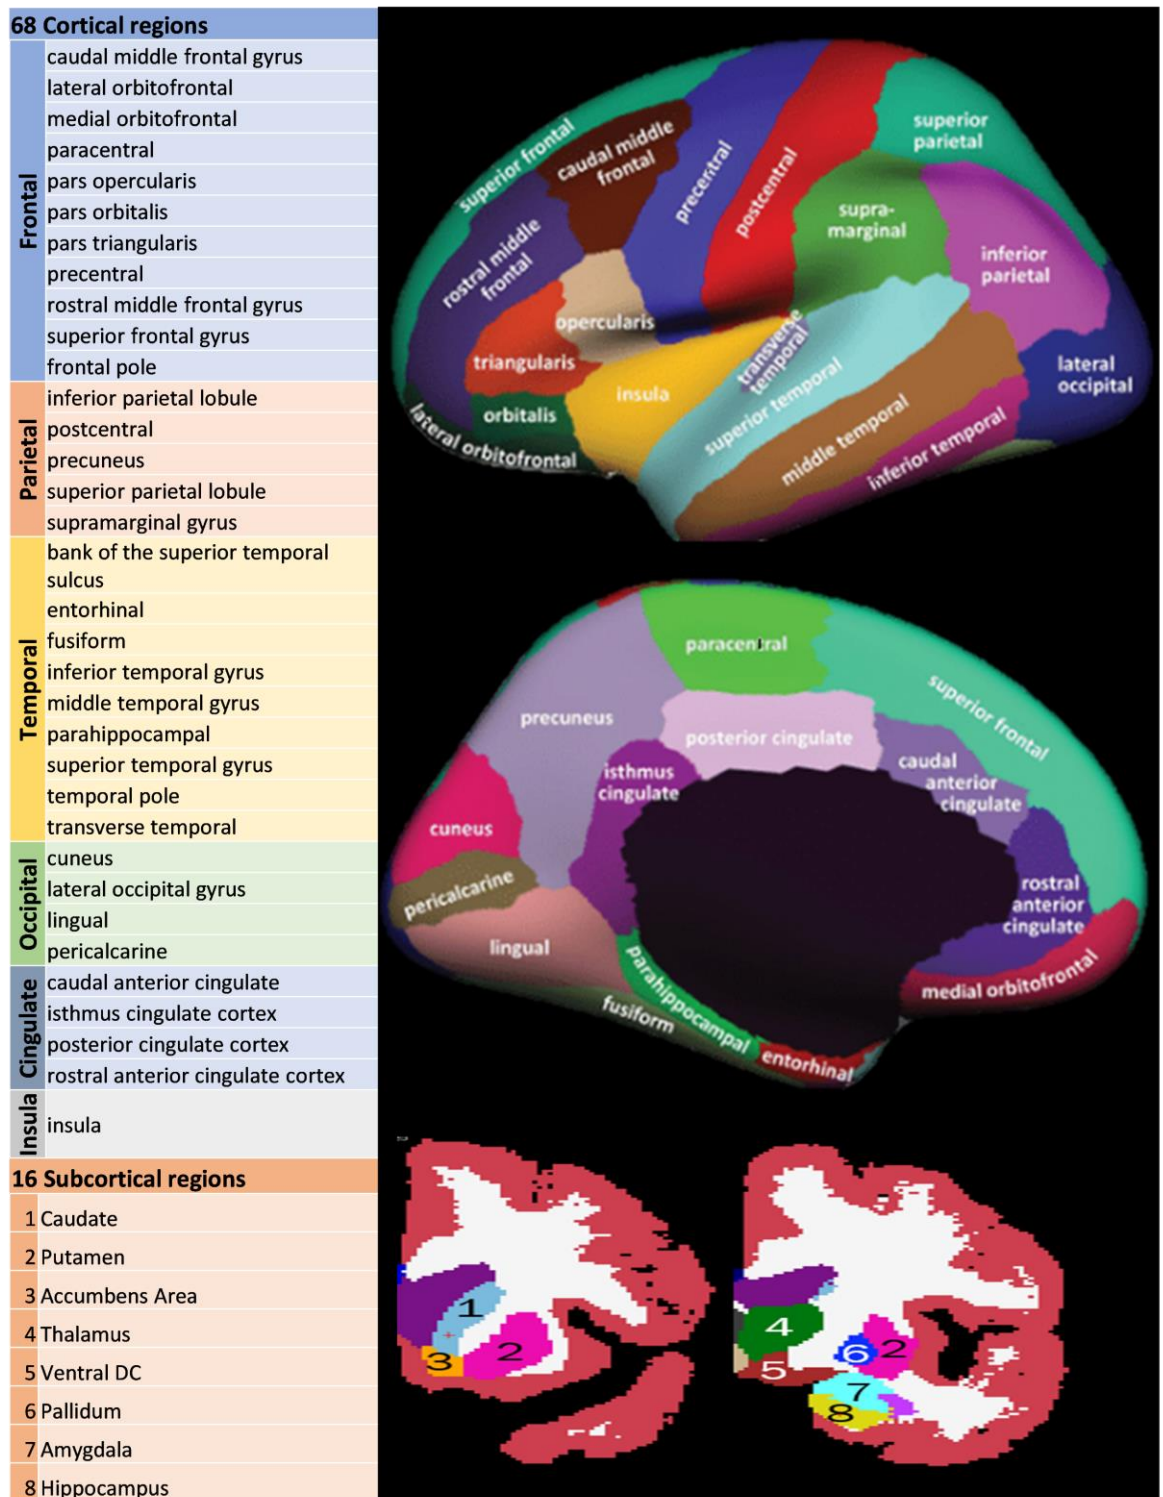 68 Cortical regions
Frontal
caudal middle frontal gyrus
lateral orbitofrontal
medial orbitofrontal
paracentral
pars opercularis
pars orbitalis
pars triangularis
precentral
rostral middle frontal gyrus
superior frontal gyrus
frontal pole
Parietal
inferior parietal lobule
postcentral
precuneus
superior parietal lobule
supramarginal gyrus
Temporal
bank of the superior temporal
sulcus
entorhinal
fusiform
inferior temporal gyrus
middle temporal gyrus
parahippocampal
superior temporal gyrus
temporal pole
transverse temporal
Occipital
cuneus
lateral occipital gyrus
lingual
pericalcarine
Cingulate
caudal anterior cingulate
isthmus cingulate cortex
posterior cingulate cortex
rostral anterior cingulate cortex
Insula
insula
16 Subcortical regions
1 Caudate
2 Putamen
3 Accumbens Area
4 Thalamus
5 Ventral DC
6 Pallidum
7 Amygdala
8 Hippocampus
superior frontal
caudal middle
frontal
precentral
postcentral
superior
parietal
supra-
marginal
inferior
parietal
rostral middle
frontal
opercularis
triangularis
orbitalis
lateral orbitofrontal
insula
transverse
temporal
superior temporal
middle temporal
inferior temporal
lateral
occipital
paracentral
superior frontal
precuneus
posterior cingulate
isthmus
cingulate
caudal
anterior
cingulate
cuneus
pericalcarine
rostral
anterior
cingulate
lingual
medial orbitofrontal
parahippocampal
fusiform
entorhinal
1
2
3
4
5
6
2
7
8